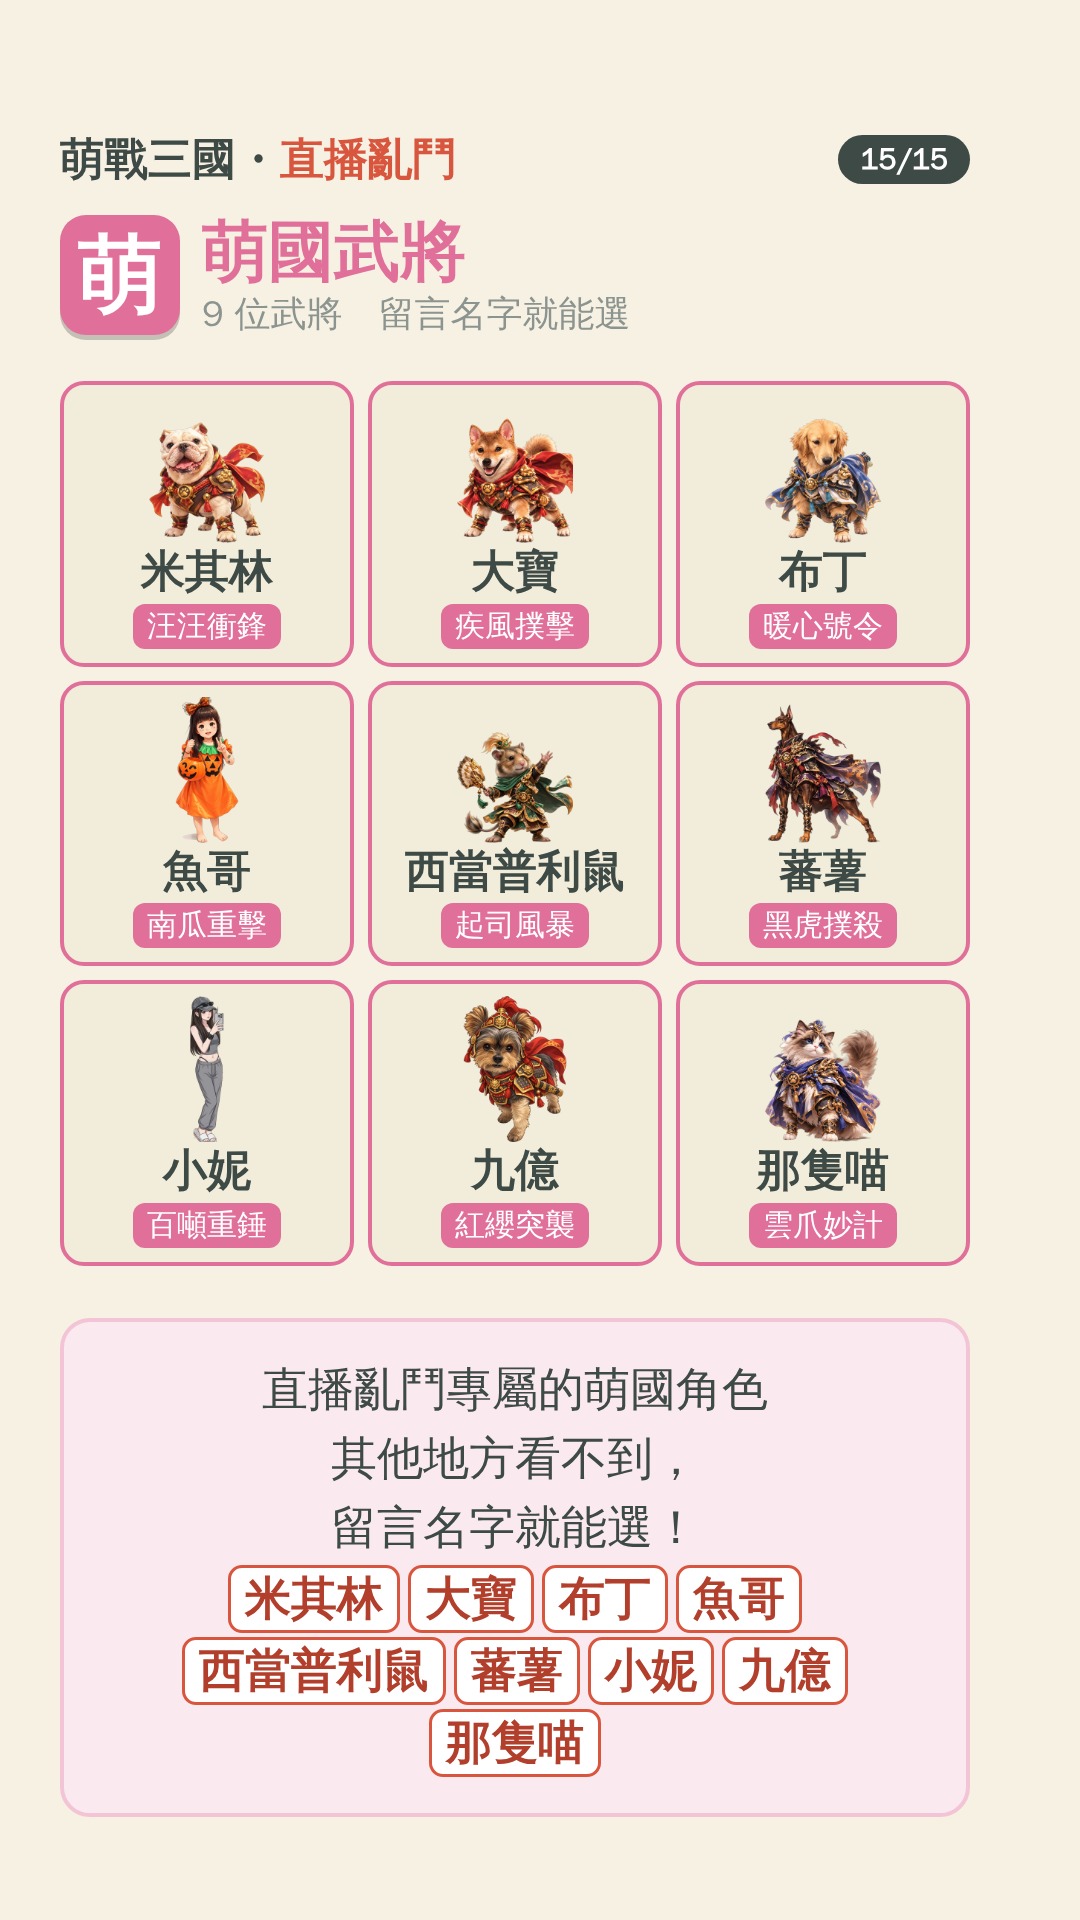 萌戰三國・直播亂鬥
15/15
萌
萌國武將
9 位武將　留言名字就能選
米其林
汪汪衝鋒
大寶
疾風撲擊
布丁
暖心號令
魚哥
南瓜重擊
西當普利鼠
起司風暴
蕃薯
黑虎撲殺
小妮
百噸重錘
九億
紅纓突襲
那隻喵
雲爪妙計
直播亂鬥專屬的萌國角色
其他地方看不到，
留言名字就能選！
米其林 大寶 布丁 魚哥
西當普利鼠 蕃薯 小妮 九億
那隻喵